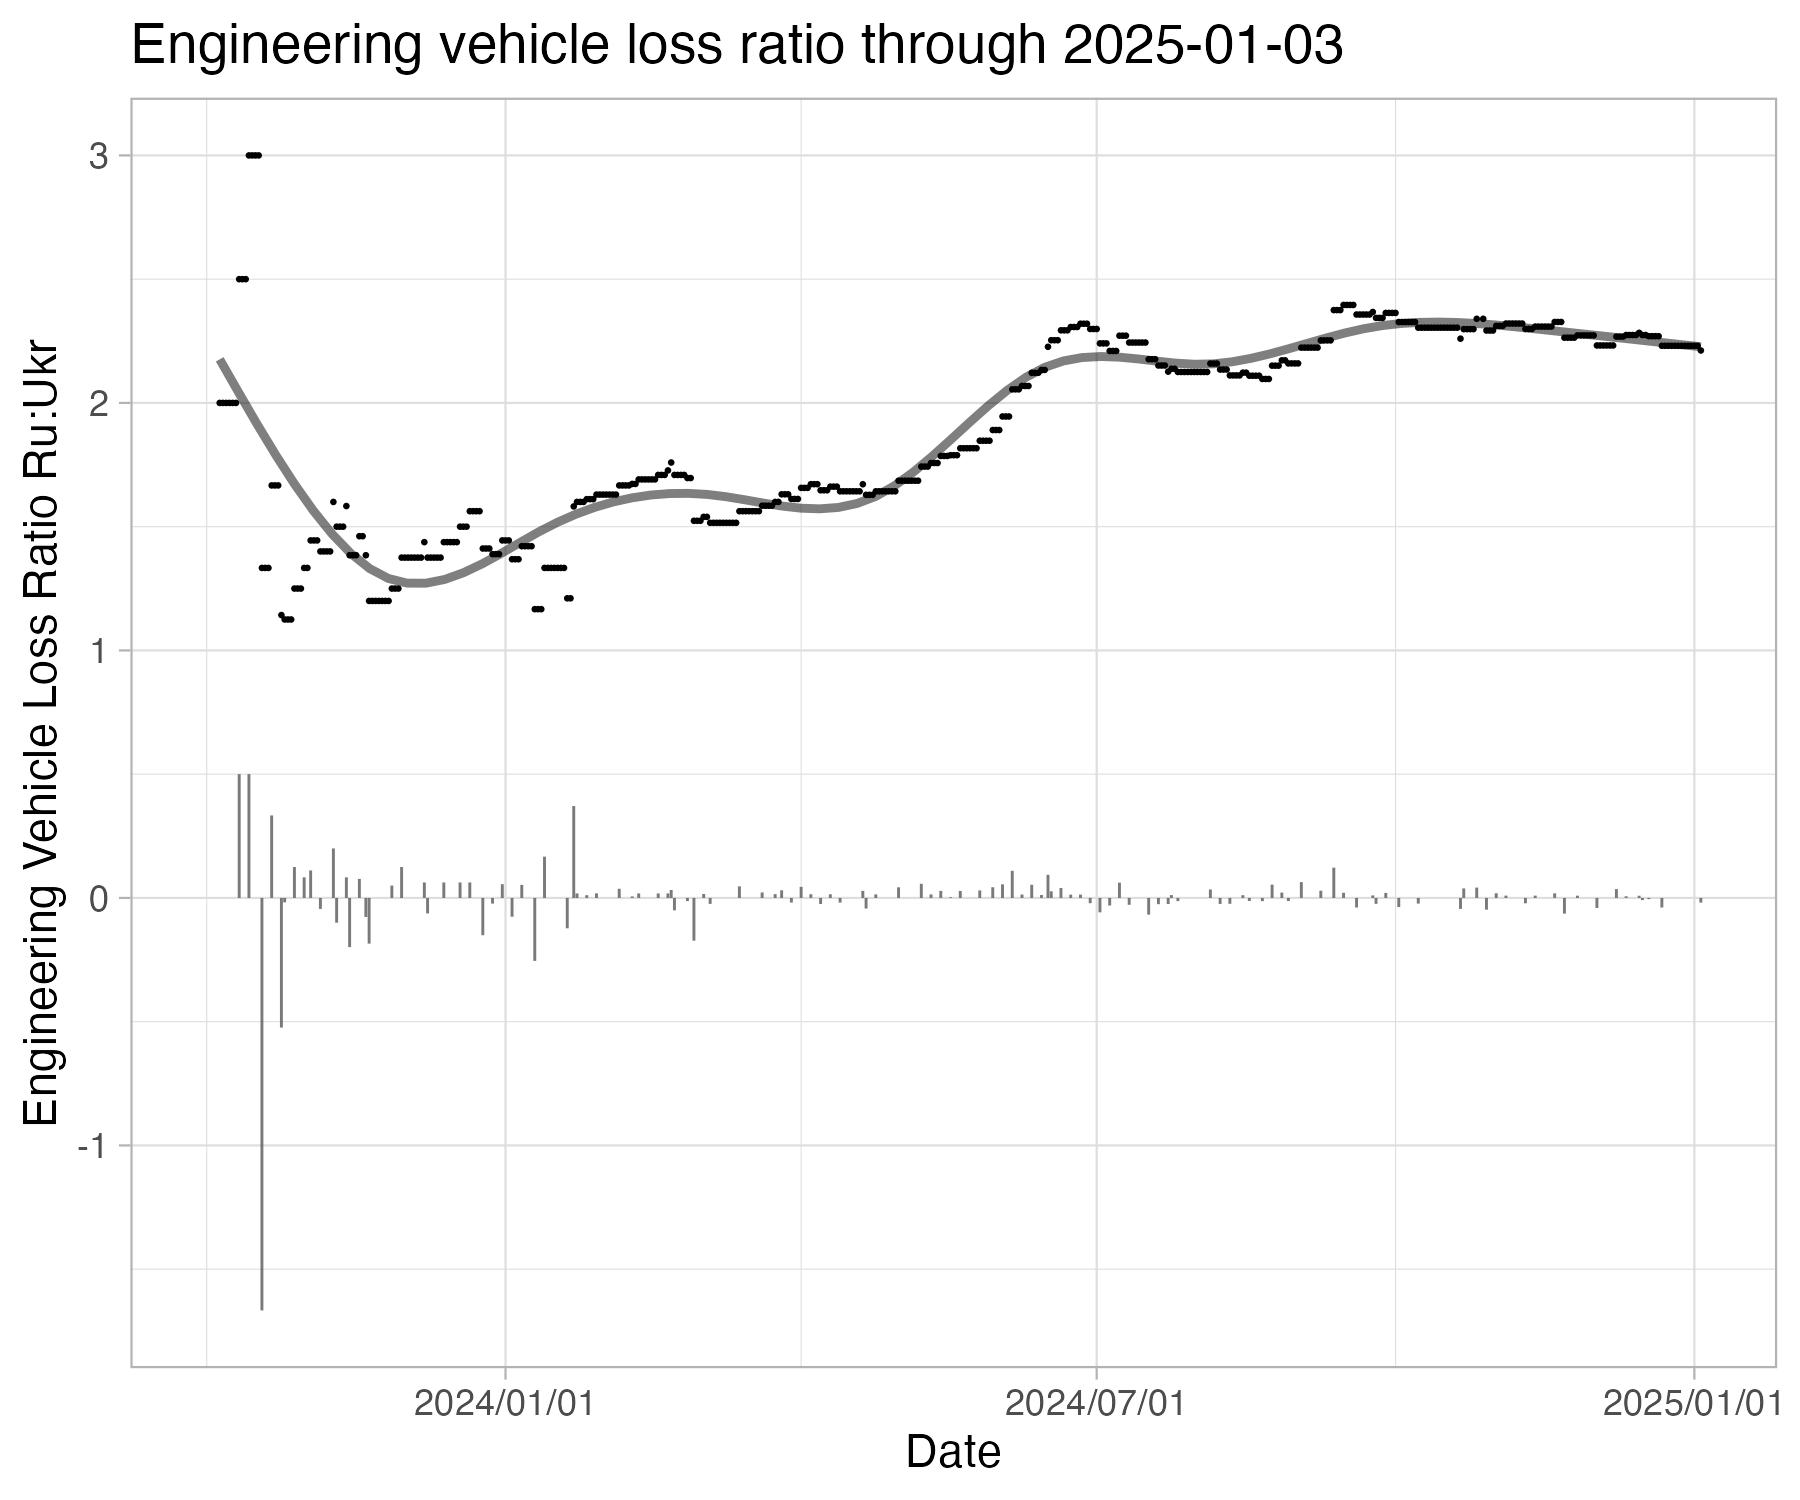 Engineering vehicle loss ratio through 2025-01-03
Engineering Vehicle Loss Ratio Ru:Ukr
3
2
1
0
-1
2024/01/01
2024/07/01
2025/01/01
Date